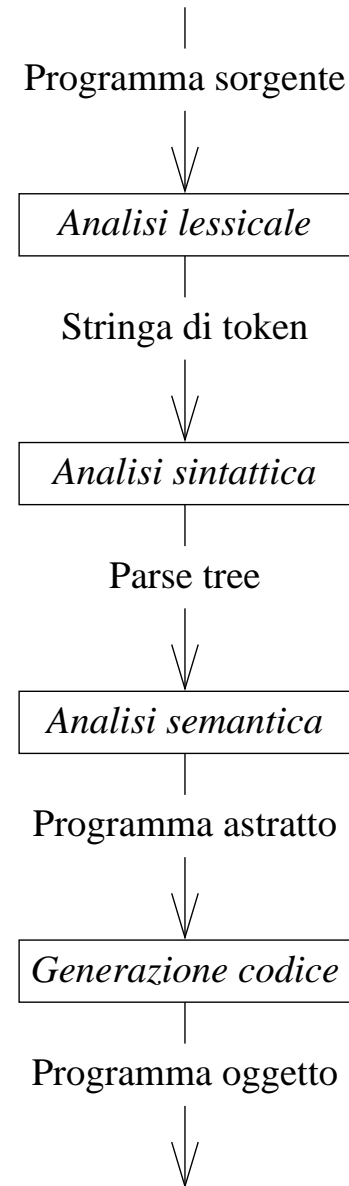 Programma sorgente
Analisi lessicale
Stringa di token
Analisi sintattica
Parse tree
Analisi semantica
Programma astratto
Generazione codice
Programma oggetto